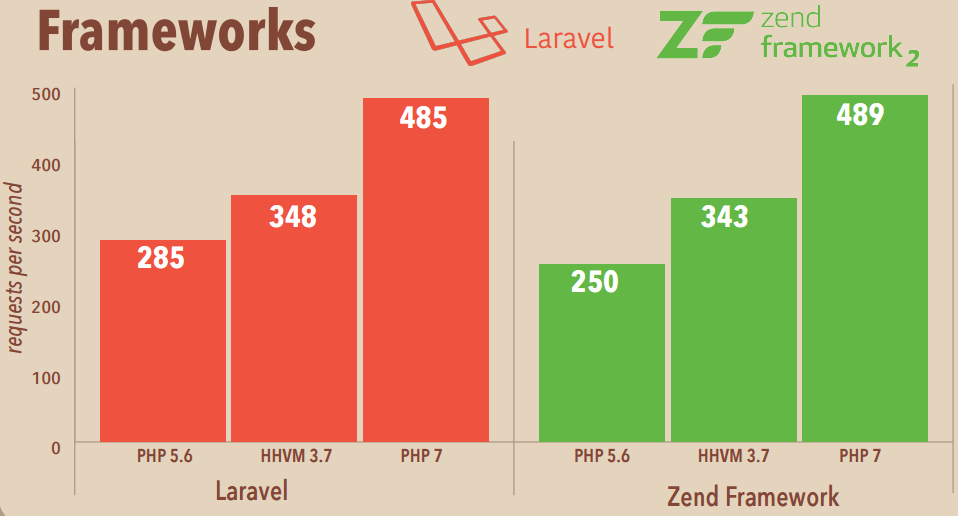 Frameworks
Laravel
zend
framework 2
requests per second
500
400
300
200
100
0
285
348
485
250
343
489
PHP 5.6
HHVM 3.7
PHP 7
PHP 5.6
HHVM 3.7
PHP 7
Laravel
Zend Framework